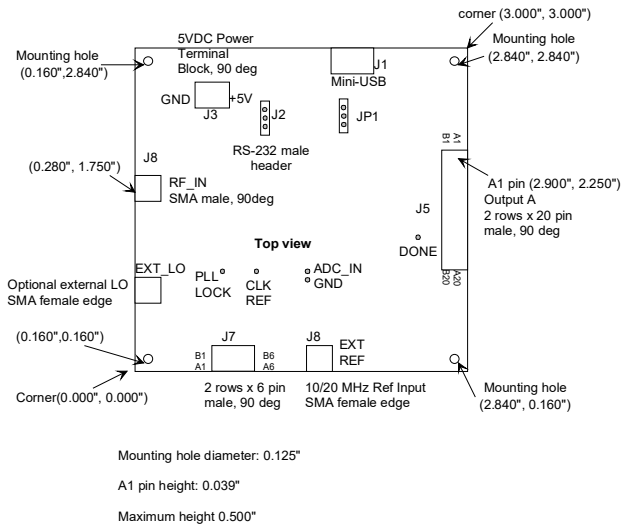 corner (3.000", 3.000")
5VDC Power
Terminal
Block, 90 deg
Mounting hole
(0.160",2.840")
Mounting hole
(2.840", 2.840")
J1
Mini-USB
GND
+5V
J3
J2
JP1
RS-232 male
header
B1
A1
J8
(0.280", 1.750")
RF_IN
SMA male, 90deg
A1 pin (2.900", 2.250")
Output A
2 rows x 20 pin
male, 90 deg
J5
DONE
Top view
EXT_LO
Optional external LO
SMA female edge
PLL
LOCK
CLK
REF
ADC_IN
GND
B20
A20
(0.160",0.160")
J7
B1
A1
B6
A6
J8
EXT
REF
Corner(0.000", 0.000")
2 rows x 6 pin
male, 90 deg
10/20 MHz Ref Input
SMA female edge
Mounting hole
(2.840", 0.160")
Mounting hole diameter: 0.125"
A1 pin height: 0.039"
Maximum height 0.500"